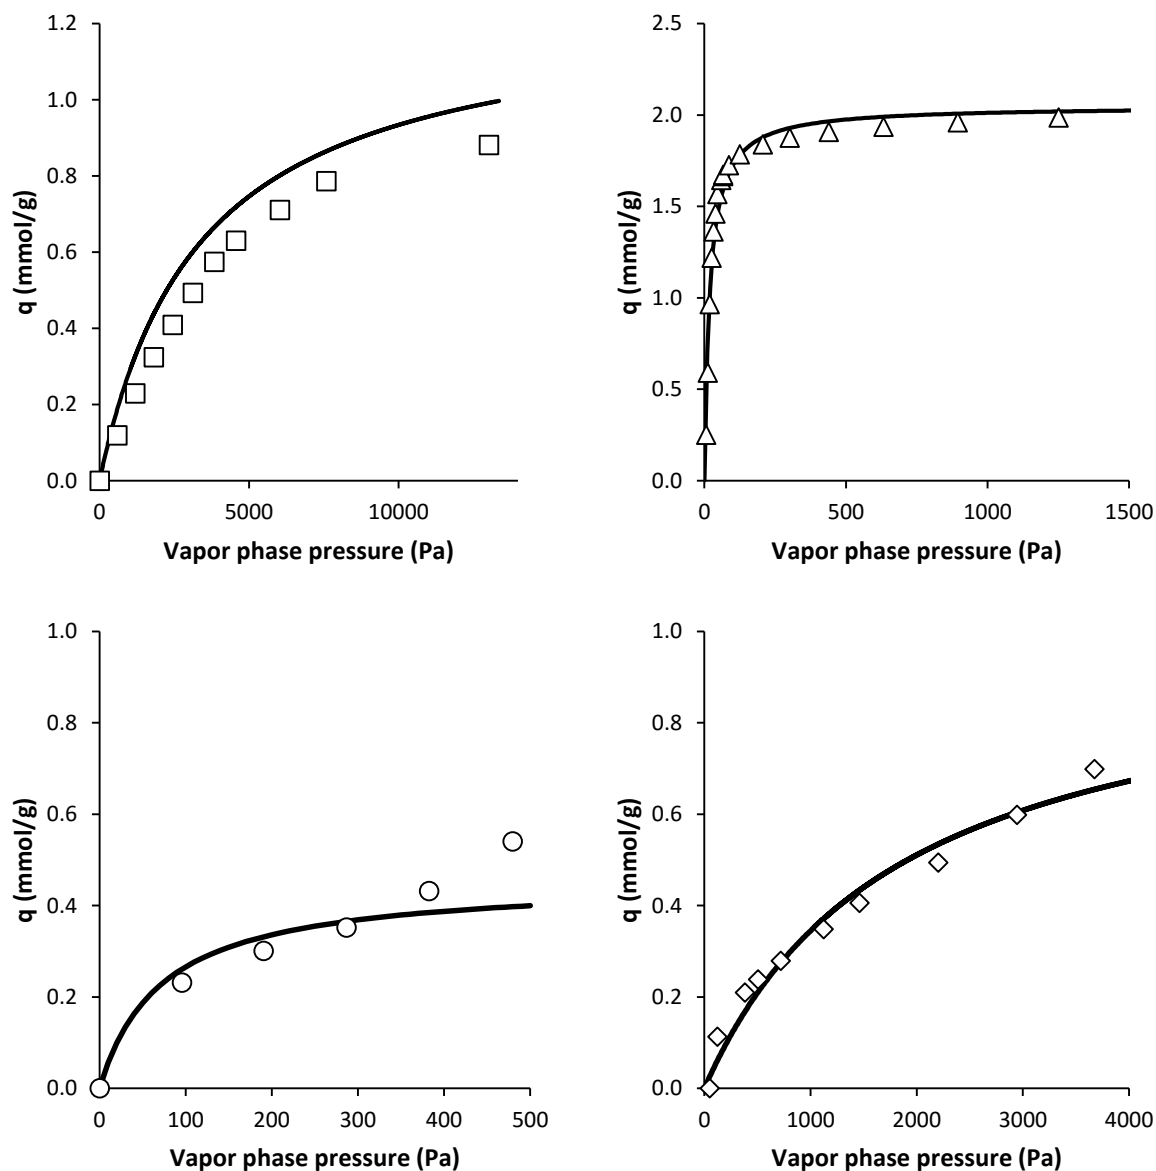 1.2
1.0
0.8
0.6
0.4
0.2
0.0
q (mmol/g)
0 5000 10000
Vapor phase pressure (Pa)
2.5
2.0
1.5
1.0
0.5
0.0
q (mmol/g)
0 500 1000 1500
Vapor phase pressure (Pa)
1.0
0.8
0.6
0.4
0.2
0.0
q (mmol/g)
0 100 200 300 400 500
Vapor phase pressure (Pa)
1.0
0.8
0.6
0.4
0.2
0.0
q (mmol/g)
0 1000 2000 3000 4000
Vapor phase pressure (Pa)